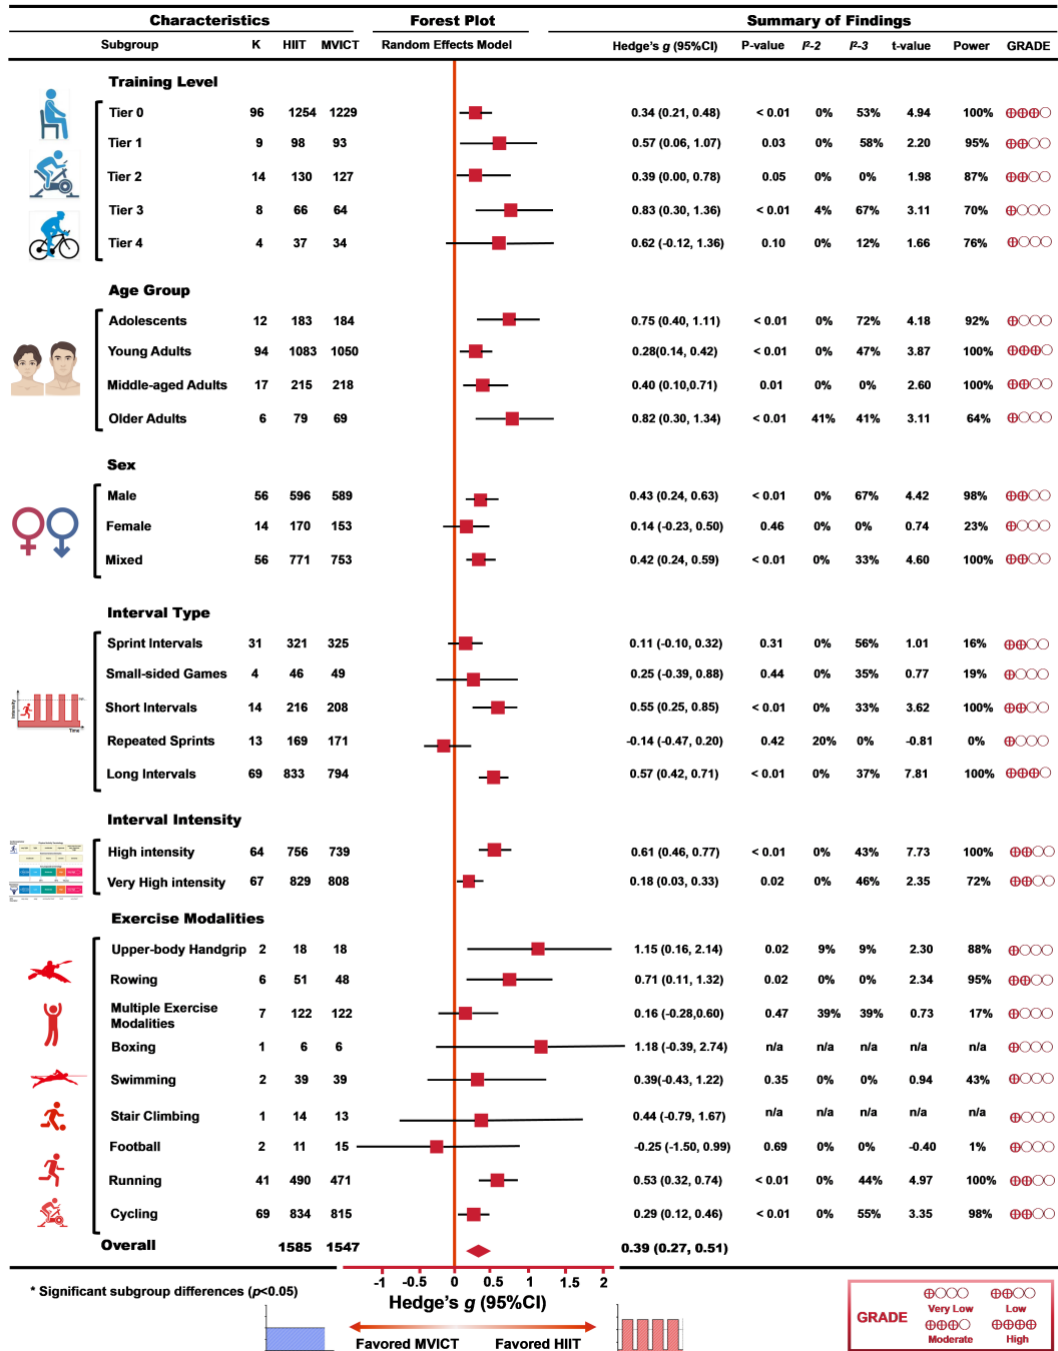 Characteristics Forest Plot Summary of Findings
Subgroup K HIIT MVICT Random Effects Model Hedge's g (95%CI) P-value I²-2 I²-3 t-value Power GRADE
Training Level
Tier 0 96 1254 1229 0.34 (0.21, 0.48) < 0.01 0% 53% 4.94 100%
Tier 1 9 98 93 0.57 (0.06, 1.07) 0.03 0% 58% 2.20 95%
Tier 2 14 130 127 0.39 (0.00, 0.78) 0.05 0% 0% 1.98 87%
Tier 3 8 66 64 0.83 (0.30, 1.36) < 0.01 4% 67% 3.11 70%
Tier 4 4 37 34 0.62 (-0.12, 1.36) 0.10 0% 12% 1.66 76%
Age Group
Adolescents 12 183 184 0.75 (0.40, 1.11) < 0.01 0% 72% 4.18 92%
Young Adults 94 1083 1050 0.28(0.14, 0.42) < 0.01 0% 47% 3.87 100%
Middle-aged Adults 17 215 218 0.40 (0.10,0.71) 0.01 0% 0% 2.60 100%
Older Adults 6 79 69 0.82 (0.30, 1.34) < 0.01 41% 41% 3.11 64%
Sex
Male 56 596 589 0.43 (0.24, 0.63) < 0.01 0% 67% 4.42 98%
Female 14 170 153 0.14 (-0.23, 0.50) 0.46 0% 0% 0.74 23%
Mixed 56 771 753 0.42 (0.24, 0.59) < 0.01 0% 33% 4.60 100%
Interval Type
Sprint Intervals 31 321 325 0.11 (-0.10, 0.32) 0.31 0% 56% 1.01 16%
Small-sided Games 4 46 49 0.25 (-0.39, 0.88) 0.44 0% 35% 0.77 19%
Short Intervals 14 216 208 0.55 (0.25, 0.85) < 0.01 0% 33% 3.62 100%
Repeated Sprints 13 169 171 -0.14 (-0.47, 0.20) 0.42 20% 0% -0.81 0%
Long Intervals 69 833 794 0.57 (0.42, 0.71) < 0.01 0% 37% 7.81 100%
Intensity
Time
Interval Intensity
High intensity 64 756 739 0.61 (0.46, 0.77) < 0.01 0% 43% 7.73 100%
Very High intensity 67 829 808 0.18 (0.03, 0.33) 0.02 0% 46% 2.35 72%
Exercise Modalities
Upper-body Handgrip 2 18 18 1.15 (0.16, 2.14) 0.02 9% 9% 2.30 88%
Rowing 6 51 48 0.71 (0.11, 1.32) 0.02 0% 0% 2.34 95%
Multiple Exercise
Modalities 7 122 122 0.16 (-0.28,0.60) 0.47 39% 39% 0.73 17%
Boxing 1 6 6 1.18 (-0.39, 2.74) n/a n/a n/a n/a n/a
Swimming 2 39 39 0.39(-0.43, 1.22) 0.35 0% 0% 0.94 43%
Stair Climbing 1 14 13 0.44 (-0.79, 1.67) n/a n/a n/a n/a n/a
Football 2 11 15 -0.25 (-1.50, 0.99) 0.69 0% 0% -0.40 1%
Running 41 490 471 0.53 (0.32, 0.74) < 0.01 0% 44% 4.97 100%
Cycling 69 834 815 0.29 (0.12, 0.46) < 0.01 0% 55% 3.35 98%
Overall 1585 1547 0.39 (0.27, 0.51)
-1 -0.5 0 0.5 1 1.5 2
* Significant subgroup differences (p<0.05)
Hedge's g (95%CI)
Favored MVICT Favored HIIT
GRADE
Very Low Low
Moderate High